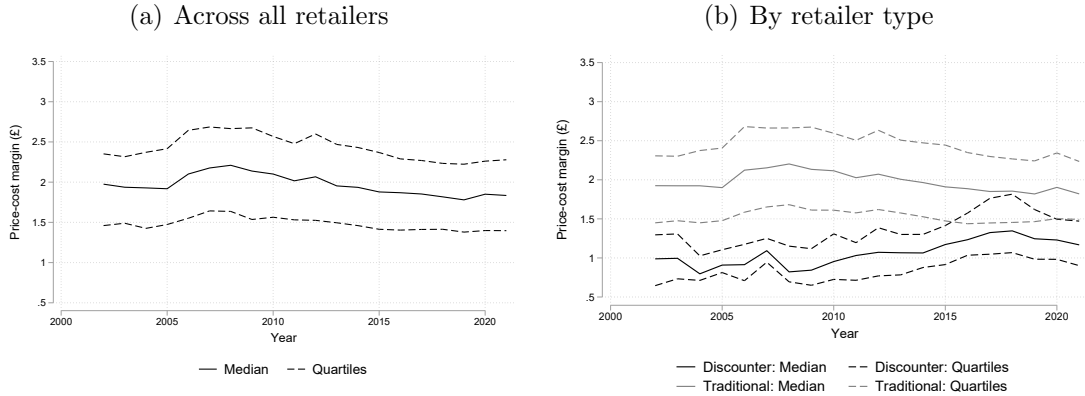 (a) Across all retailers
3.5
3
2.5
2
1.5
1
.5
Price-cost margin (£)
2000 2005 2010 2015 2020
Year
Median Quartiles
(b) By retailer type
3.5
3
2.5
2
1.5
1
.5
Price-cost margin (£)
2000 2005 2010 2015 2020
Year
Discounter: Median Discounter: Quartiles
Traditional: Median Traditional: Quartiles